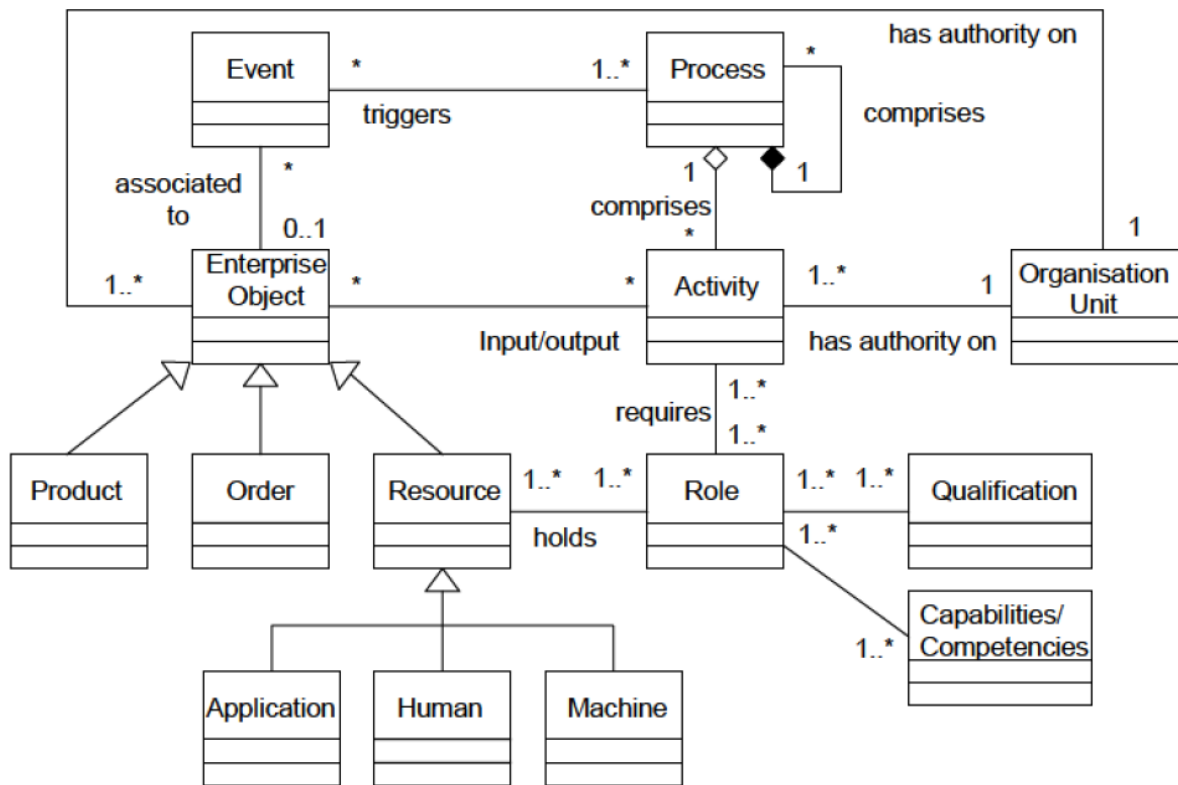 has authority on
Event
*
1..*
Process
*
triggers
comprises
*
1
1
associated
to
comprises
0..1
*
1
1..*
Enterprise
Object
*
*
Activity
1..*
1
Organisation
Unit
Input/output
has authority on
1..*
requires
1..*
Product
Order
Resource
1..*
1..*
Role
1..*
1..*
Qualification
holds
1..*
Capabilities/
Competencies
1..*
Application
Human
Machine